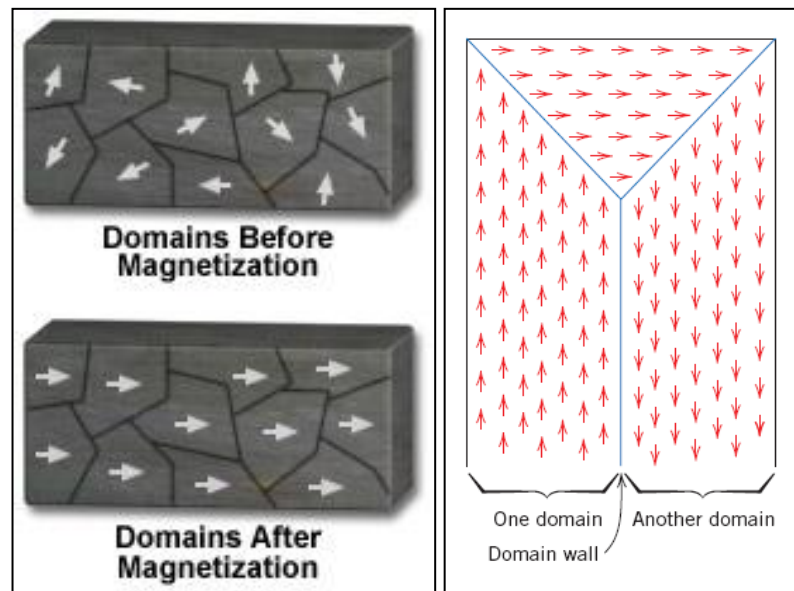 Domains Before
Magnetization
Domains After
Magnetization
One domain
Another domain
Domain wall